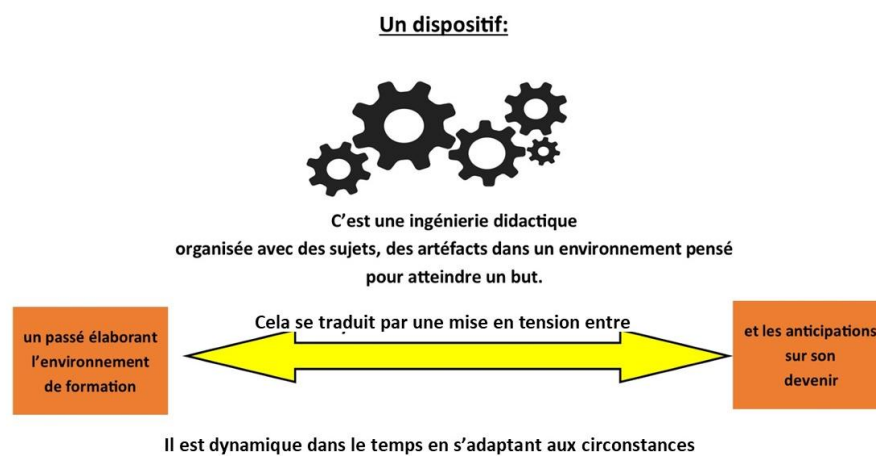 Un dispositif:
C’est une ingénierie didactique
organisée avec des sujets, des artéfacts dans un environnement pensé
pour atteindre un but.
Cela se traduit par une mise en tension entre
un passé élaborant
l’environnement
de formation
et les anticipations
sur son
devenir
Il est dynamique dans le temps en s’adaptant aux circonstances